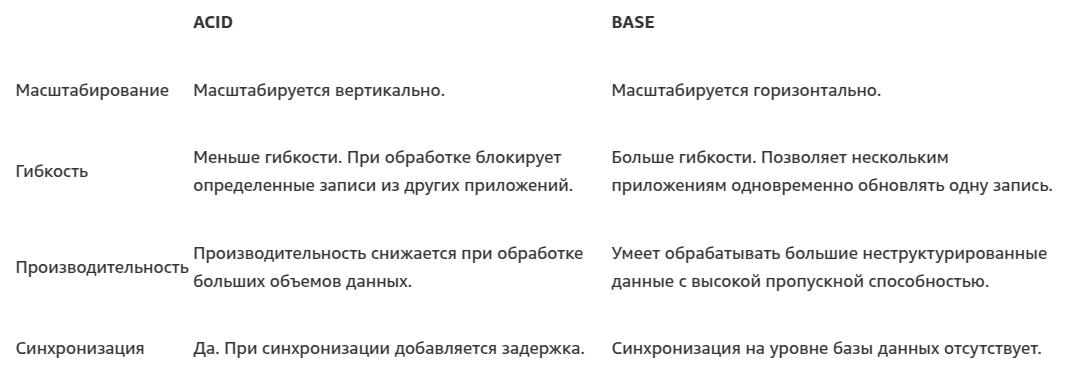 ACID BASE
Масштабирование Масштабируется вертикально. Масштабируется горизонтально.
Гибкость
Меньше гибкости. При обработке блокирует
определенные записи из других приложений.
Больше гибкости. Позволяет нескольким
приложениям одновременно обновлять одну запись.
Производительность
Производительность снижается при обработке
больших объемов данных.
Умеет обрабатывать большие неструктурированные
данные с высокой пропускной способностью.
Синхронизация Да. При синхронизации добавляется задержка. Синхронизация на уровне базы данных отсутствует.